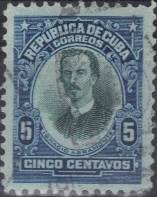 REPUBLICA DE CUBA
CORREOS
5 5
CINCO CENTAVOS